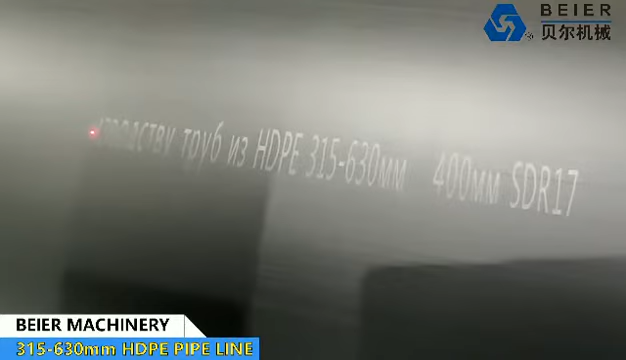 BEIER
贝尔机械
труб из HDPE 315-630мм 400мм SDR17
BEIER MACHINERY
315-630mm HDPE PIPE LINE